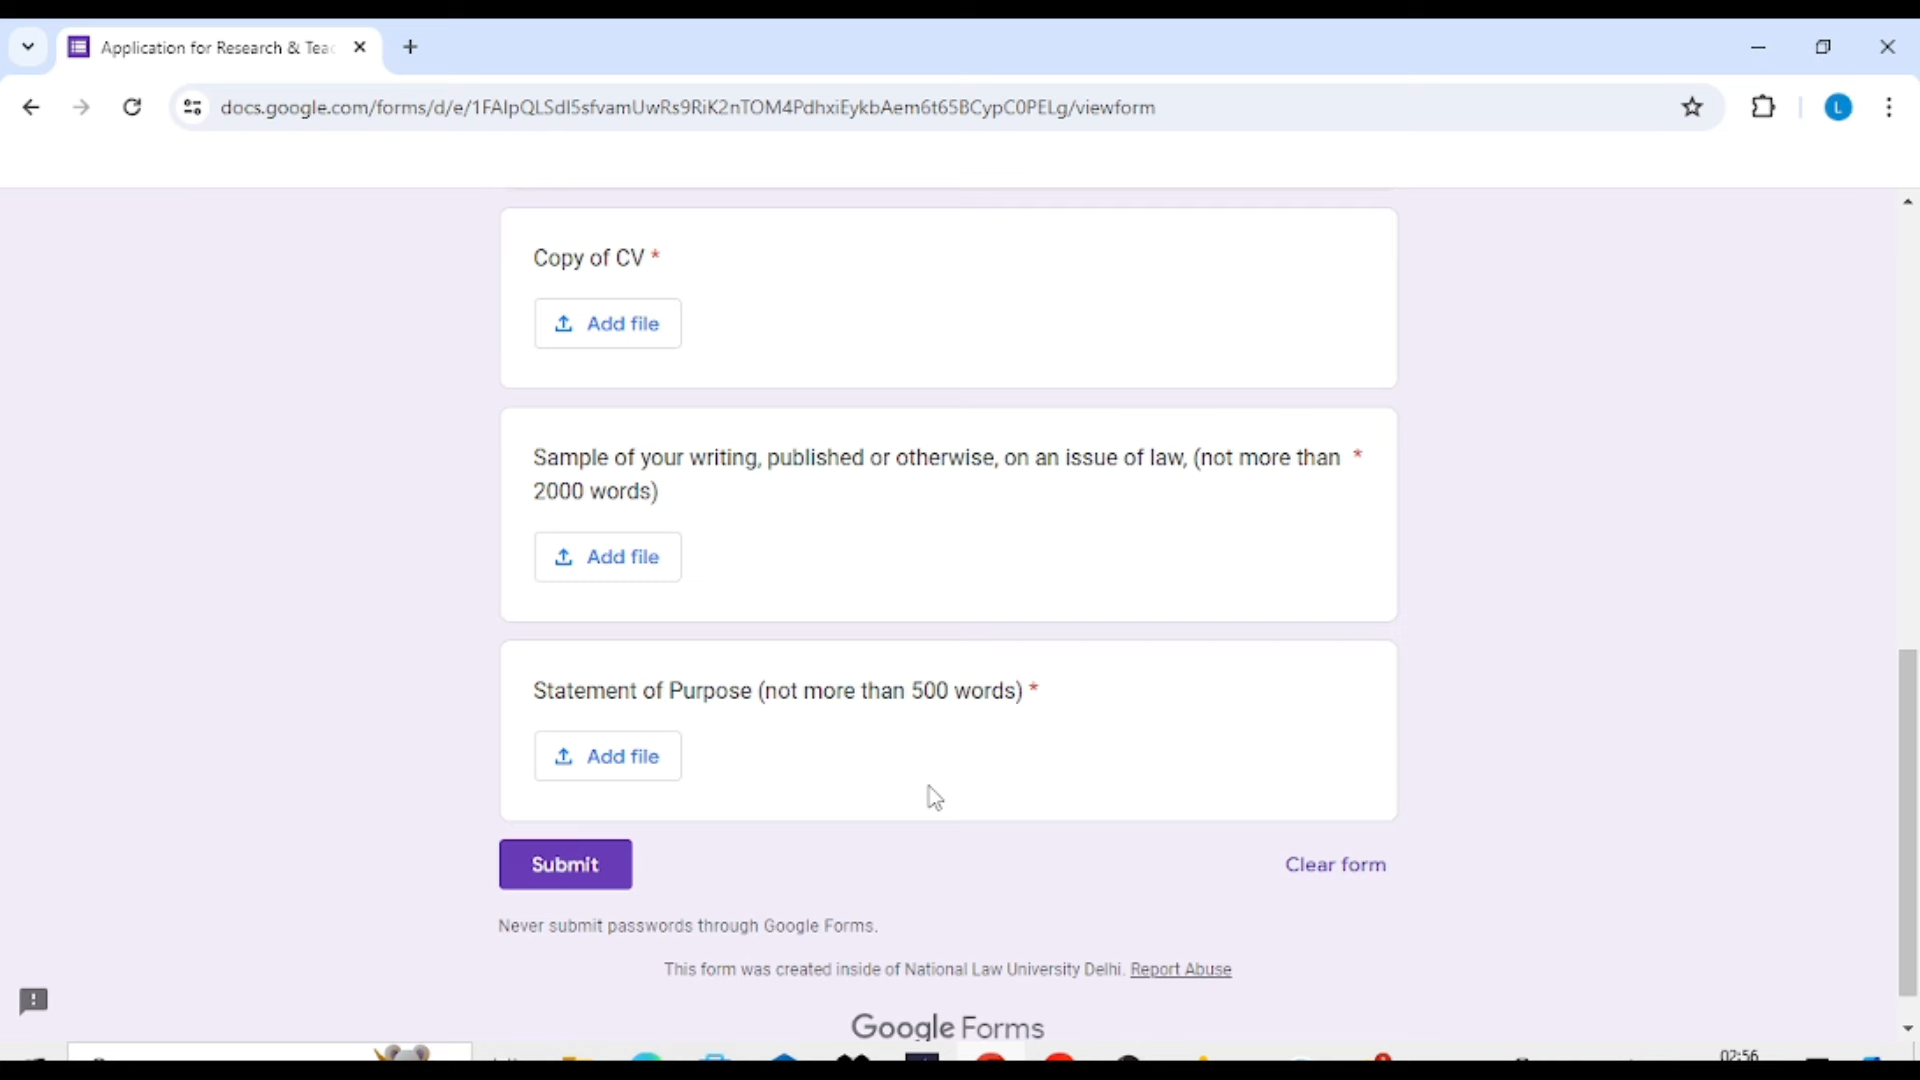 Application for Research & Teac
docs.google.com/forms/d/e/1FAIpQLSdI5sfvamUwRs9RiK2nTOM4PdhxiEykbAem6t65BCypC0PELg/viewform
L
Copy of CV *
Add file
Sample of your writing, published or otherwise, on an issue of law, (not more than *
2000 words)
Add file
Statement of Purpose (not more than 500 words) *
Add file
Submit
Clear form
Never submit passwords through Google Forms.
This form was created inside of National Law University Delhi. Report Abuse
Google Forms
02:56